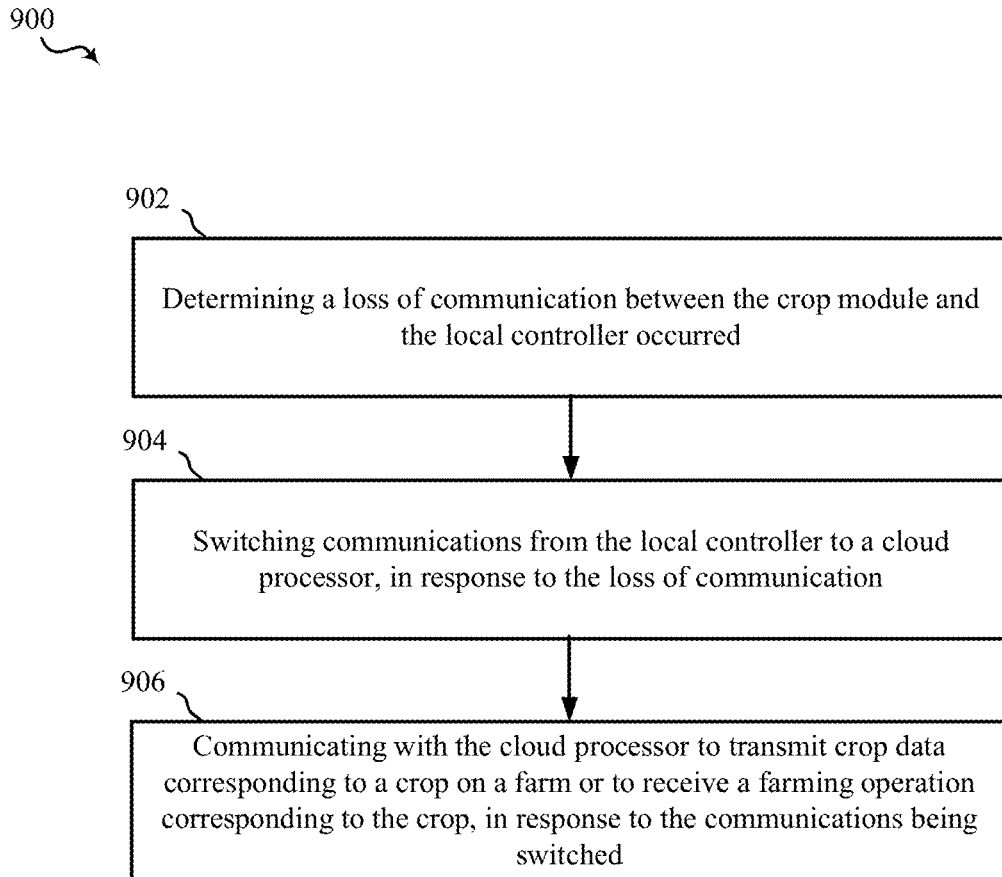 900
902
Determining a loss of communication between the crop module and
the local controller occurred
904
Switching communications from the local controller to a cloud
processor, in response to the loss of communication
906
Communicating with the cloud processor to transmit crop data
corresponding to a crop on a farm or to receive a farming operation
corresponding to the crop, in response to the communications being
switched